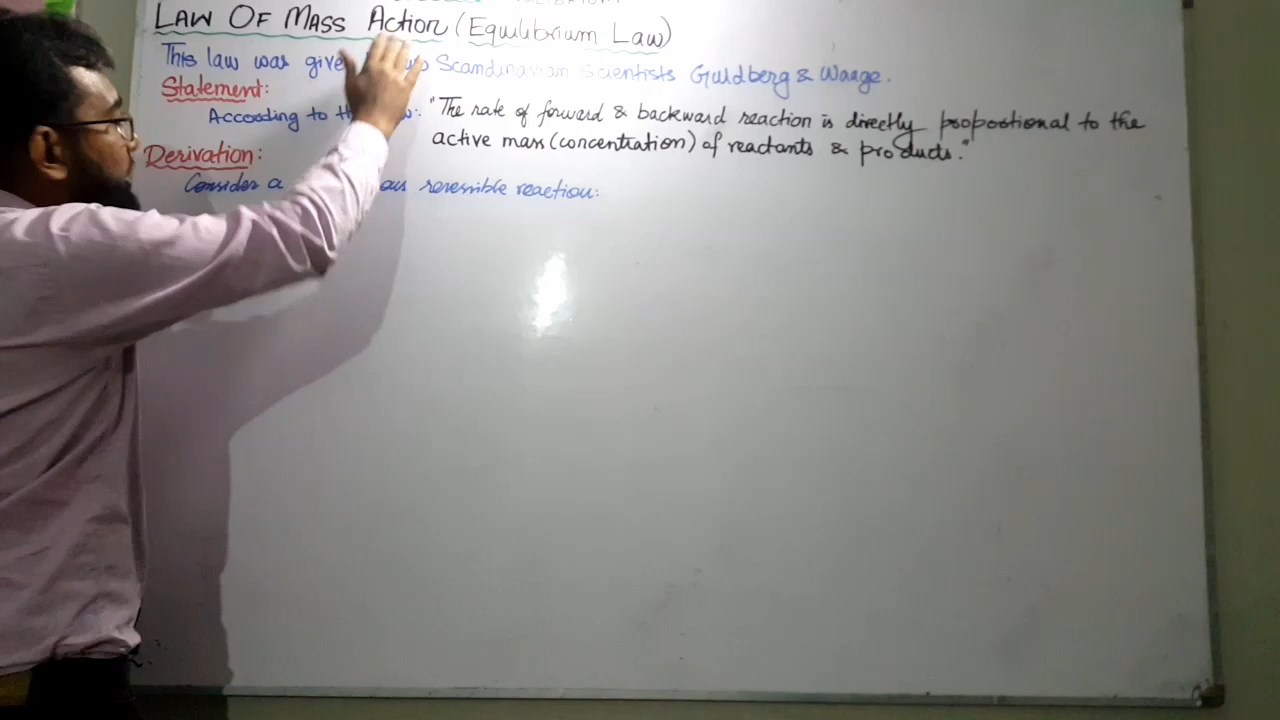 LAW OF MASS Action (Equilibrium Law)
This law was give Scandinavian Scientists Guldberg & Waage.
Statement:
According to th : "The rate of forward & backward reaction is directly propostional to the
active mass (concentration) of reactants & products."
Derivation:
Consider a ous reversible reaction: